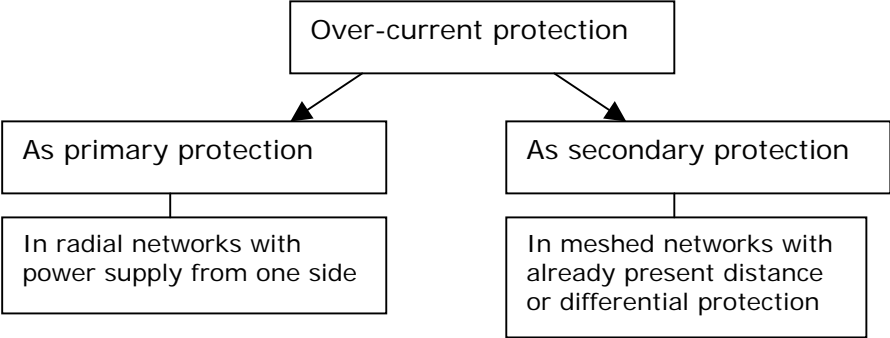 Over-current protection
As primary protection
As secondary protection
In radial networks with
power supply from one side
In meshed networks with
already present distance
or differential protection